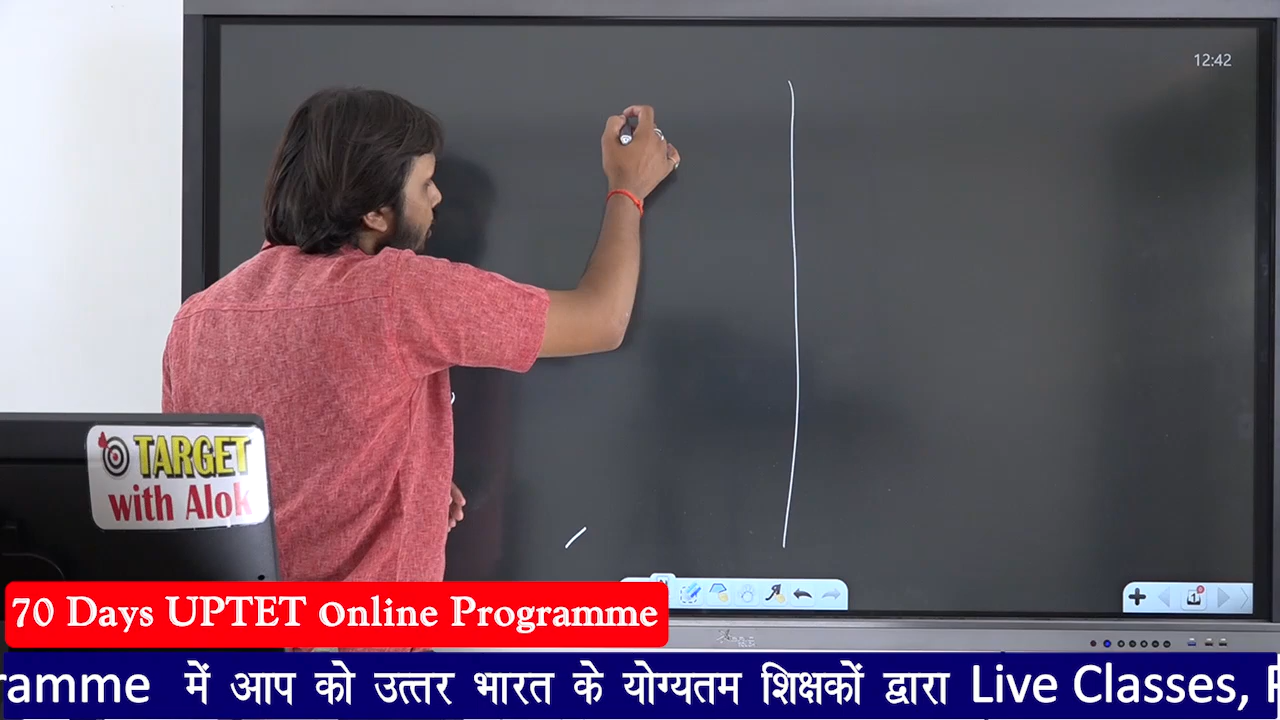 12:42
TARGET
with Alok
70 Days UPTET online Programme
ramme में आप को उत्तर भारत के योग्यतम शिक्षकों द्वारा Live Classes,